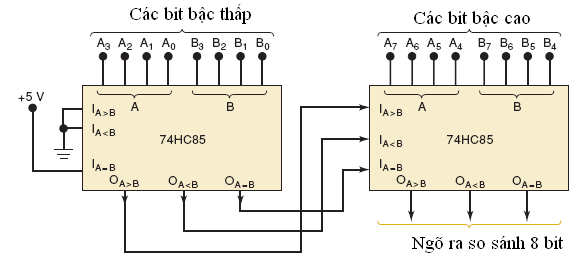 Các bit bậc thấp
A3 A2 A1 A0 B3 B2 B1 B0
+5 V
IA>B
A
B
IA<B
74HC85
IA=B
OA>B OA<B OA=B
Các bit bậc cao
A7 A6 A5 A4 B7 B6 B5 B4
IA>B
A
B
IA<B
74HC85
IA=B
OA>B OA<B OA=B
Ngõ ra so sánh 8 bit